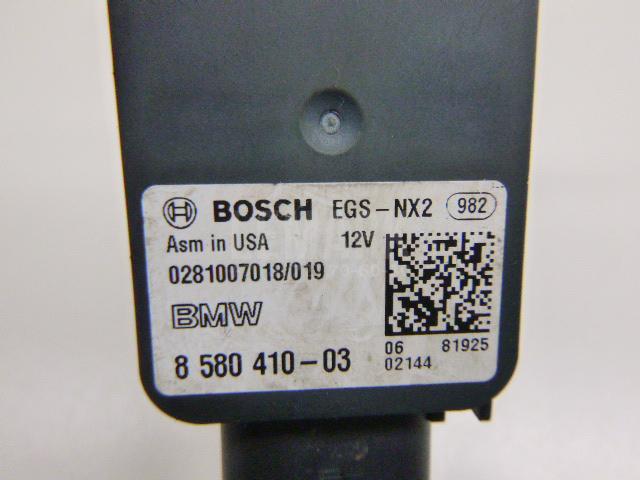 BOSCH EGS-NX2 982
Asm in USA 12V
0281007018/019
BMW
8 580 410-03
06 81925
02144